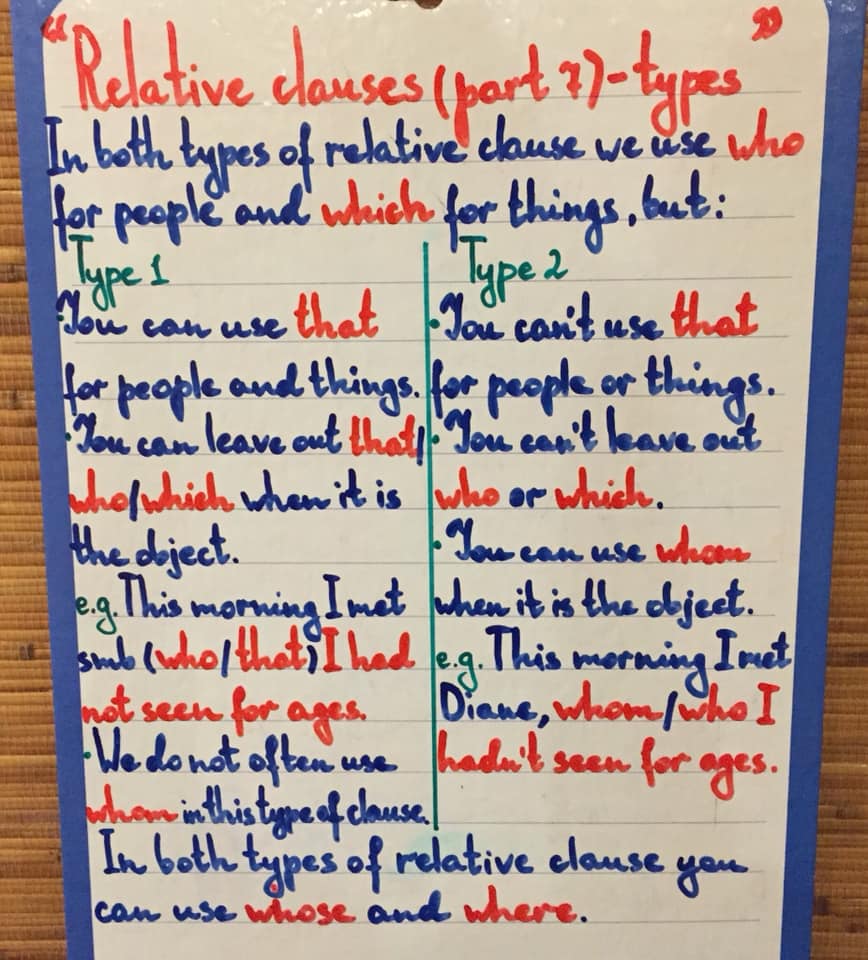 “Relative clauses (part 7)-types”
In both types of relative clause we use who
for people and which for things, but:
Type 1
·You can use that
for people and things.
·You can leave out that/
who/which when it is
the object.
e.g. This morning I met
smb (who/that) I had
not seen for ages.
·We do not often use
whom in this type of clause.
Type 2
·You can't use that
for people or things.
·You can't leave out
who or which.
·You can use whom
when it is the object.
e.g. This morning I met
Diane, whom/who I
hadn't seen for ages.
In both types of relative clause you
can use whose and where.